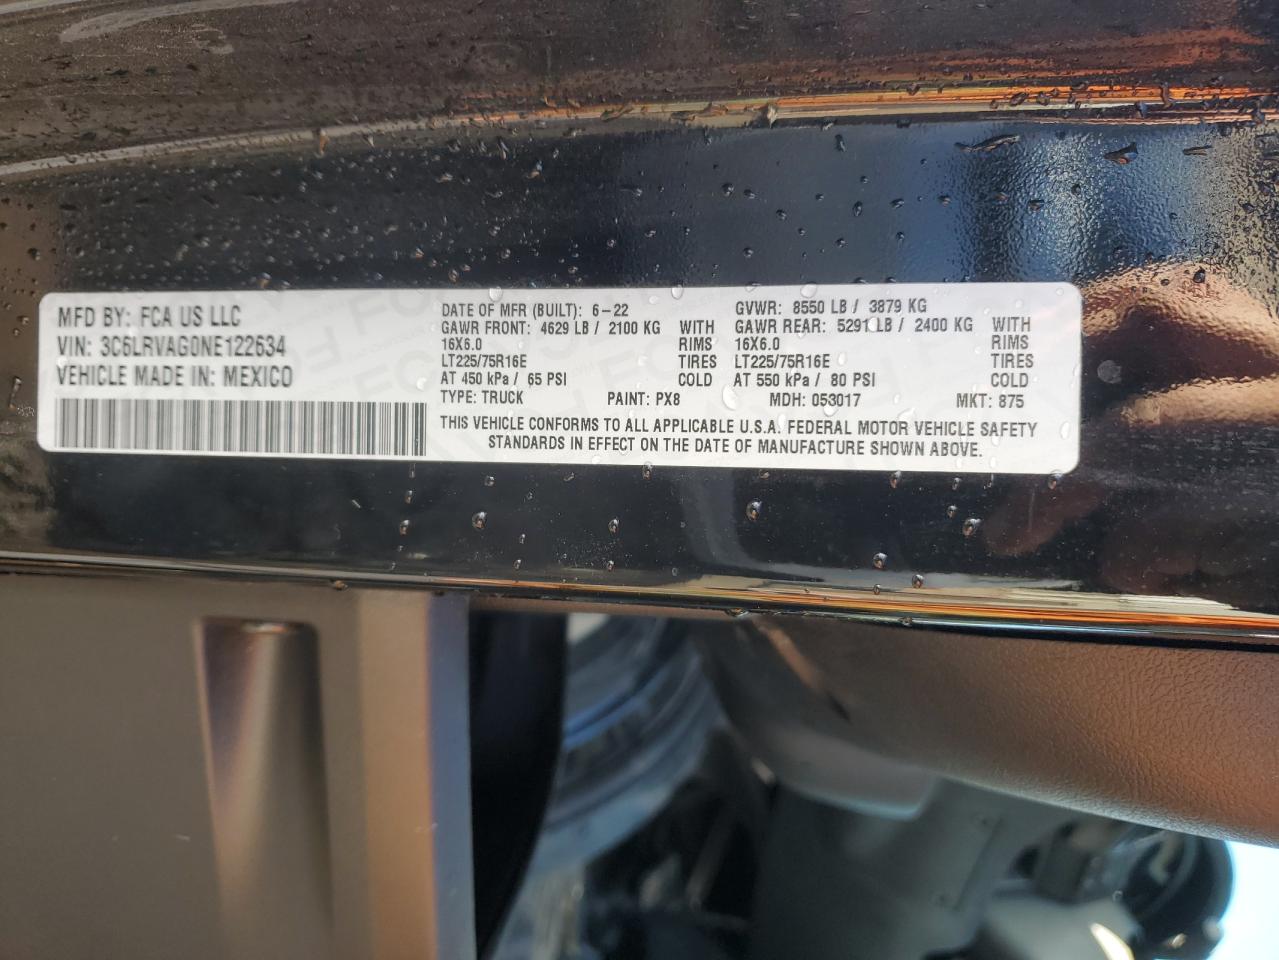 MFD BY: FCA US LLC
VIN: 3C6LRVAG0NE122634
VEHICLE MADE IN: MEXICO
DATE OF MFR (BUILT): 6-22
GAWR FRONT: 4629 LB / 2100 KG WITH
16X6.0 RIMS
LT225/75R16E TIRES
AT 450 kPa / 65 PSI COLD
GVWR: 8550 LB / 3879 KG
GAWR REAR: 5291 LB / 2400 KG WITH
16X6.0 RIMS
LT225/75R16E TIRES
AT 550 kPa / 80 PSI COLD
TYPE: TRUCK PAINT: PX8 MDH: 053017 MKT: 875
THIS VEHICLE CONFORMS TO ALL APPLICABLE U.S.A. FEDERAL MOTOR VEHICLE SAFETY
STANDARDS IN EFFECT ON THE DATE OF MANUFACTURE SHOWN ABOVE.